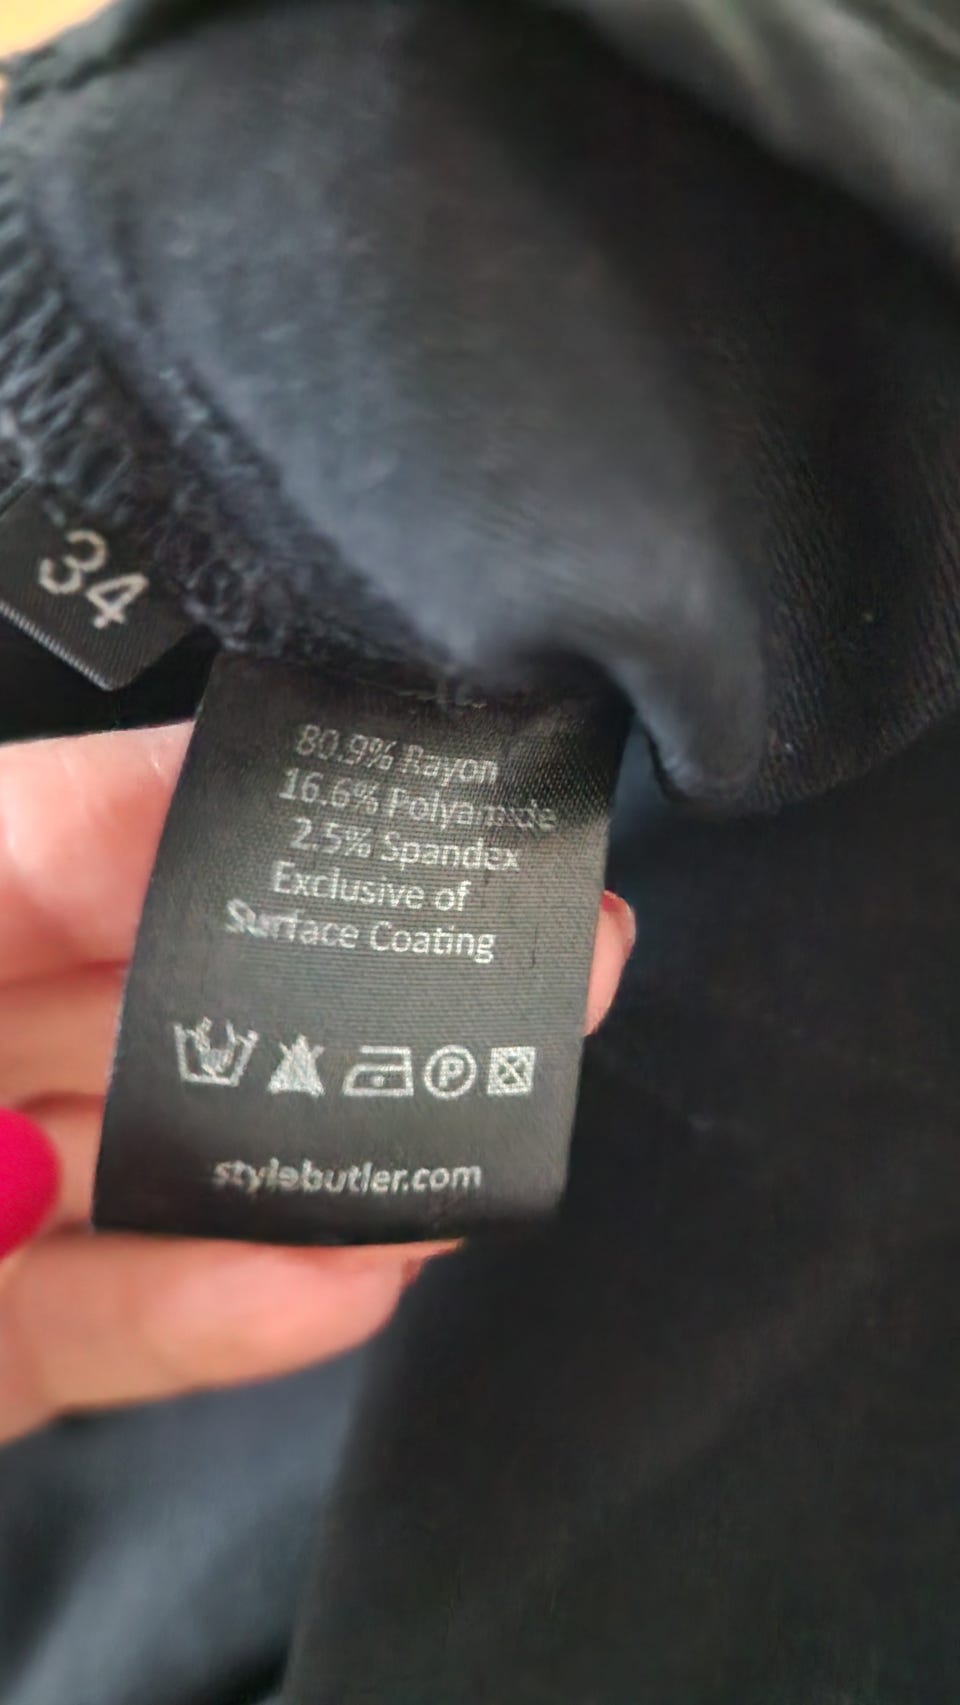 34
80.9% Rayon
16.6% Polyamide
2.5% Spandex
Exclusive of
Surface Coating
P
stylebutler.com